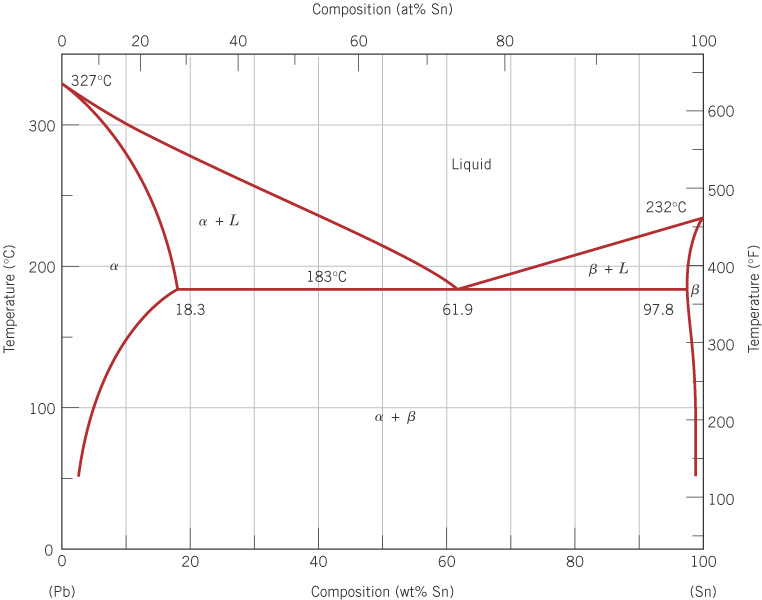 Composition (at% Sn)
0 20 40 60 80 100
327°C
300
200
100
0
Temperature (°C)
Liquid
232°C
α + L
β + L
α
183°C
β
18.3 61.9 97.8
α + β
600
500
400
300
200
100
Temperature (°F)
0 20 40 60 80 100
(Pb) Composition (wt% Sn) (Sn)